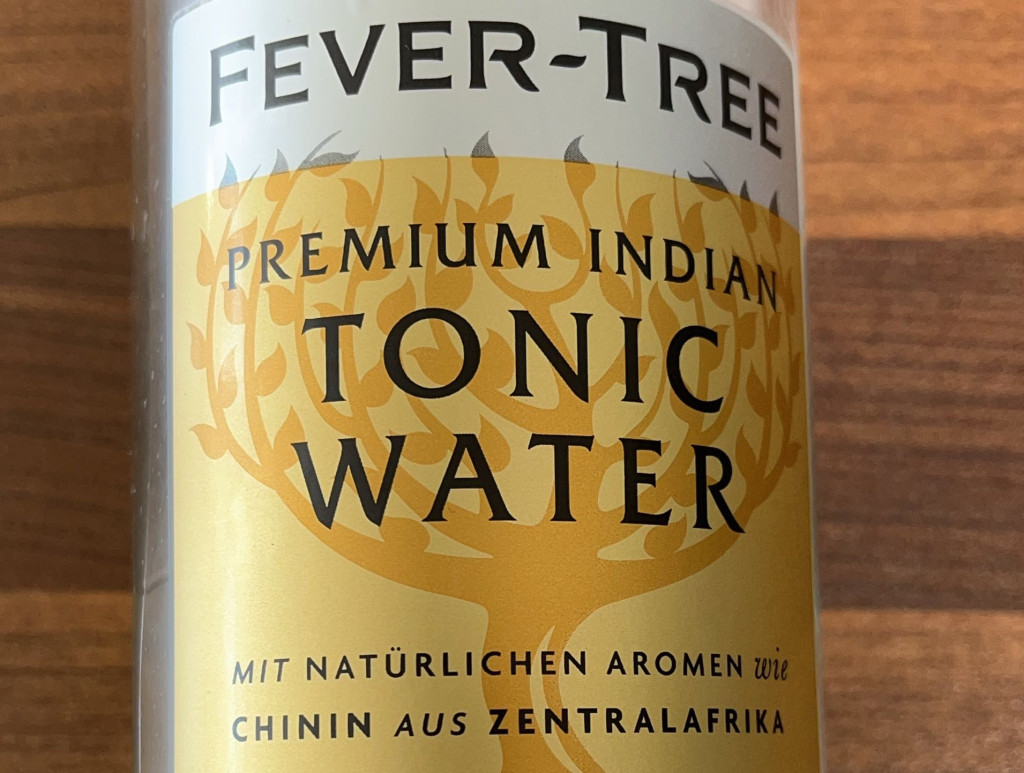 FEVER-TREE
PREMIUM INDIAN
TONIC
WATER
MIT NATÜRLICHEN AROMEN wie
CHININ AUS ZENTRALAFRIKA